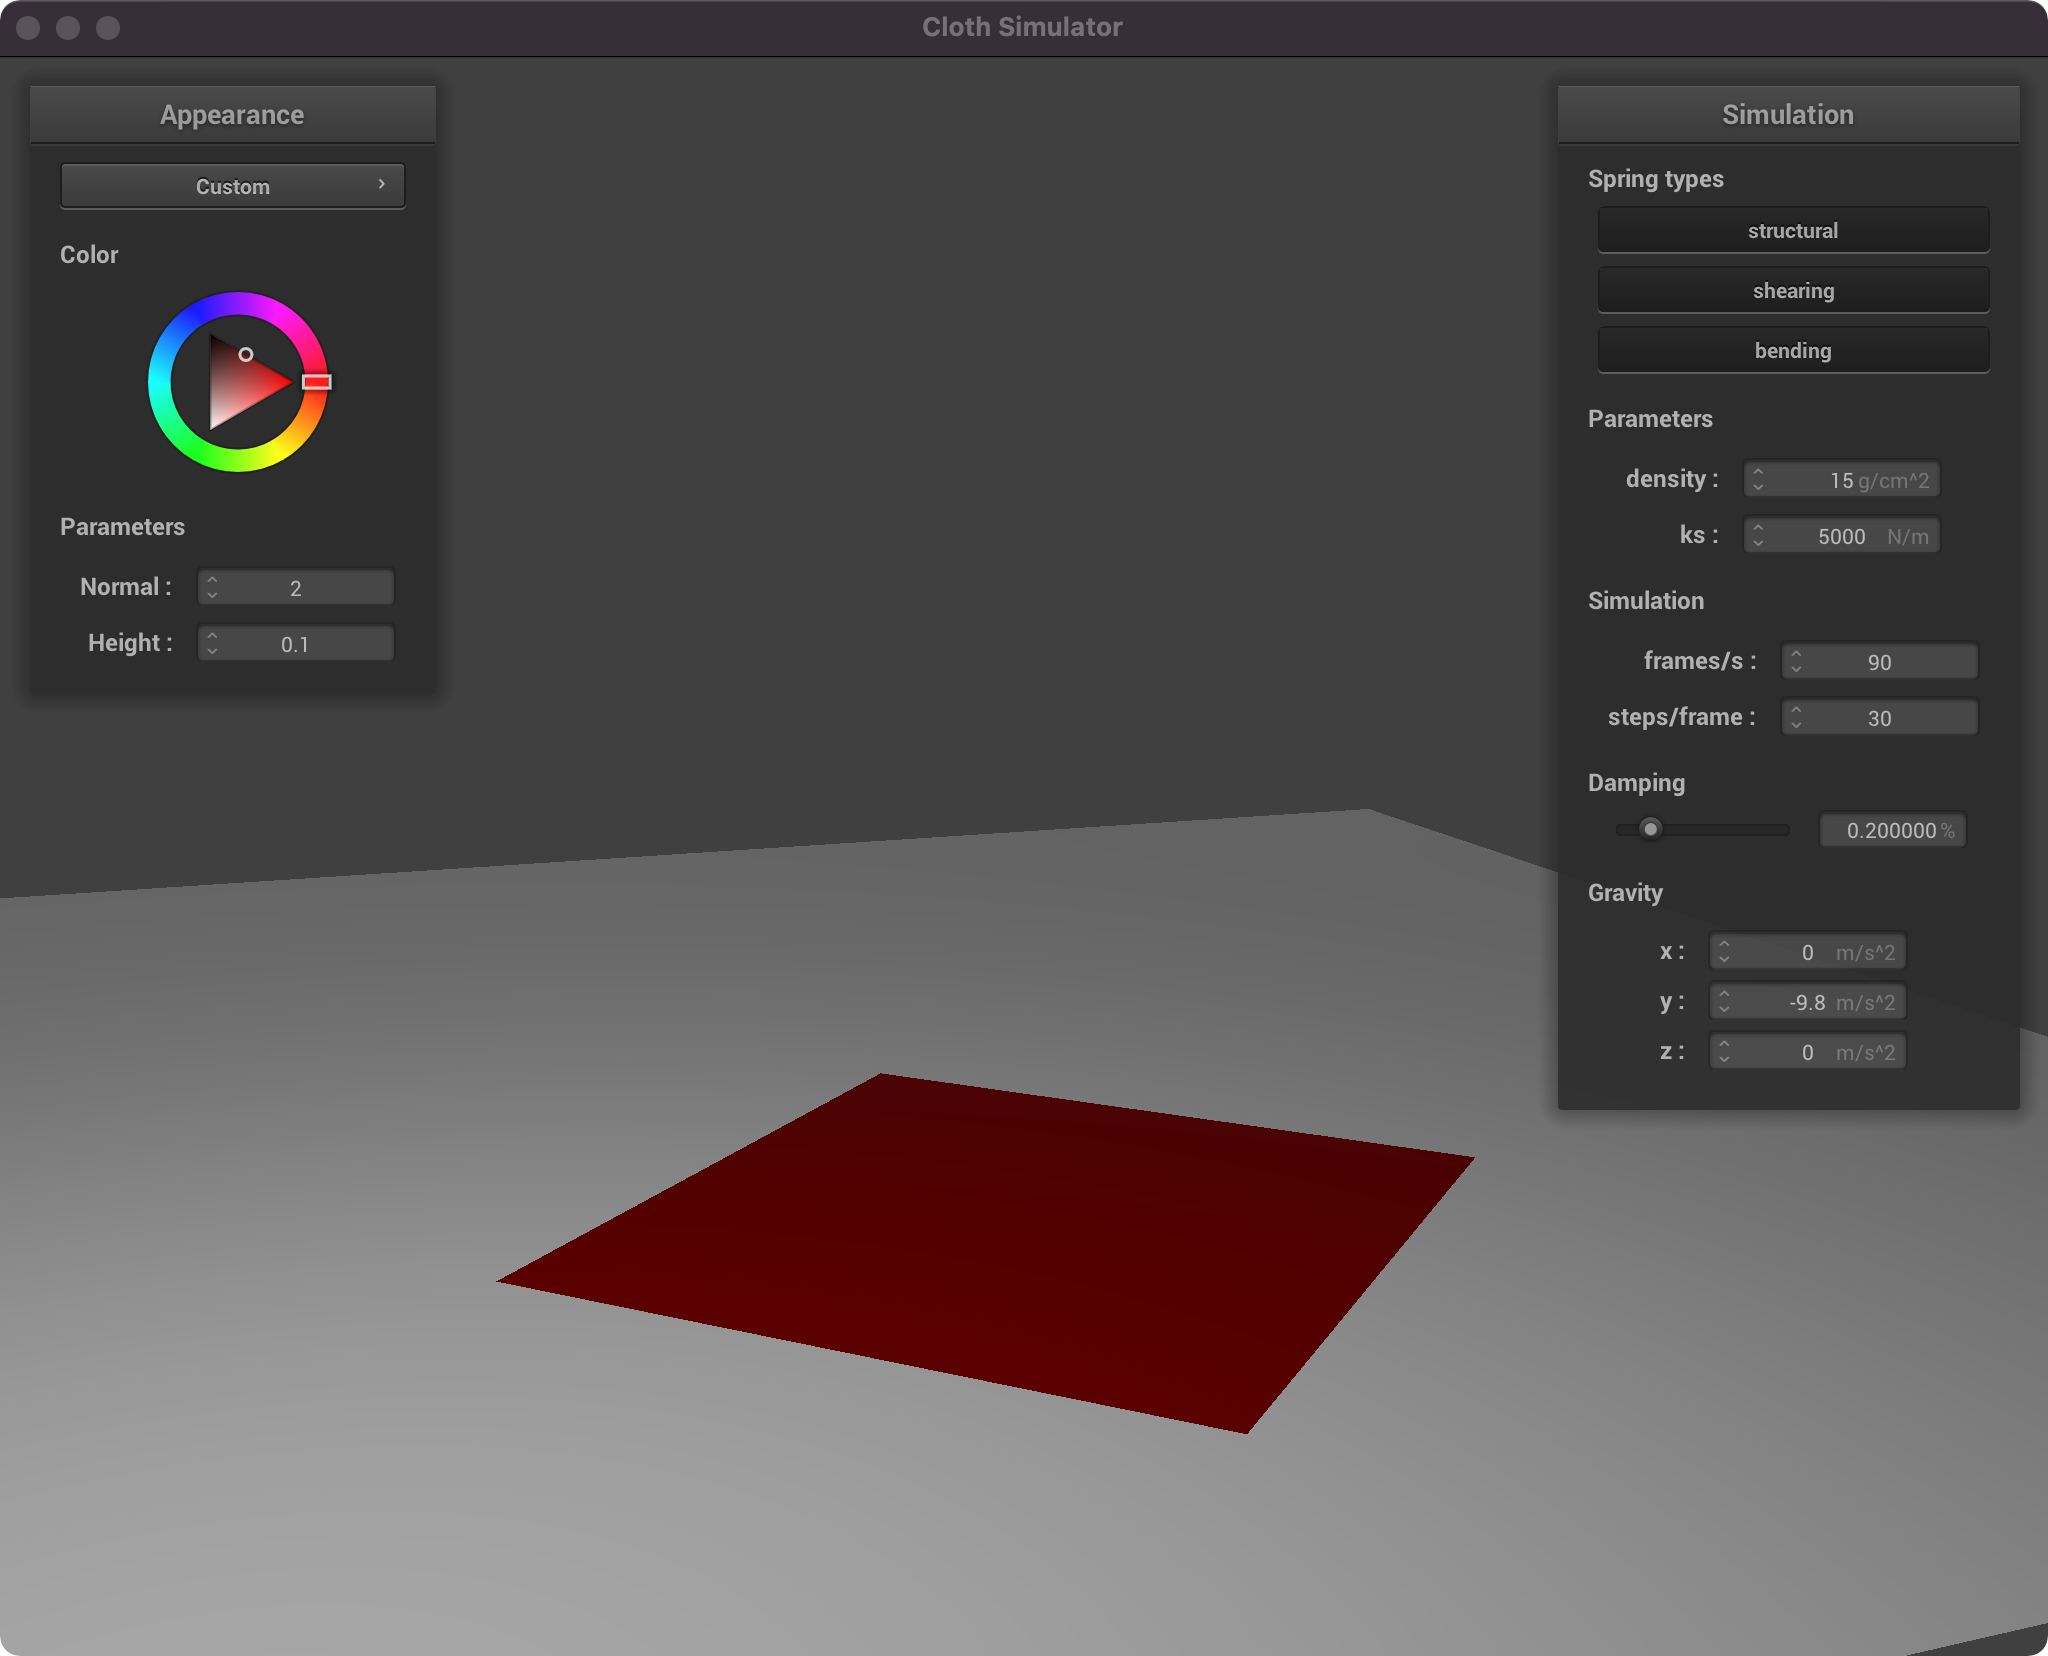 Cloth Simulator
Appearance
Custom
Color
Parameters
Normal : 2
Height : 0.1
Simulation
Spring types
structural
shearing
bending
Parameters
density : 15 g/cm^2
ks : 5000 N/m
Simulation
frames/s : 90
steps/frame : 30
Damping
0.200000 %
Gravity
x : 0 m/s^2
y : -9.8 m/s^2
z : 0 m/s^2